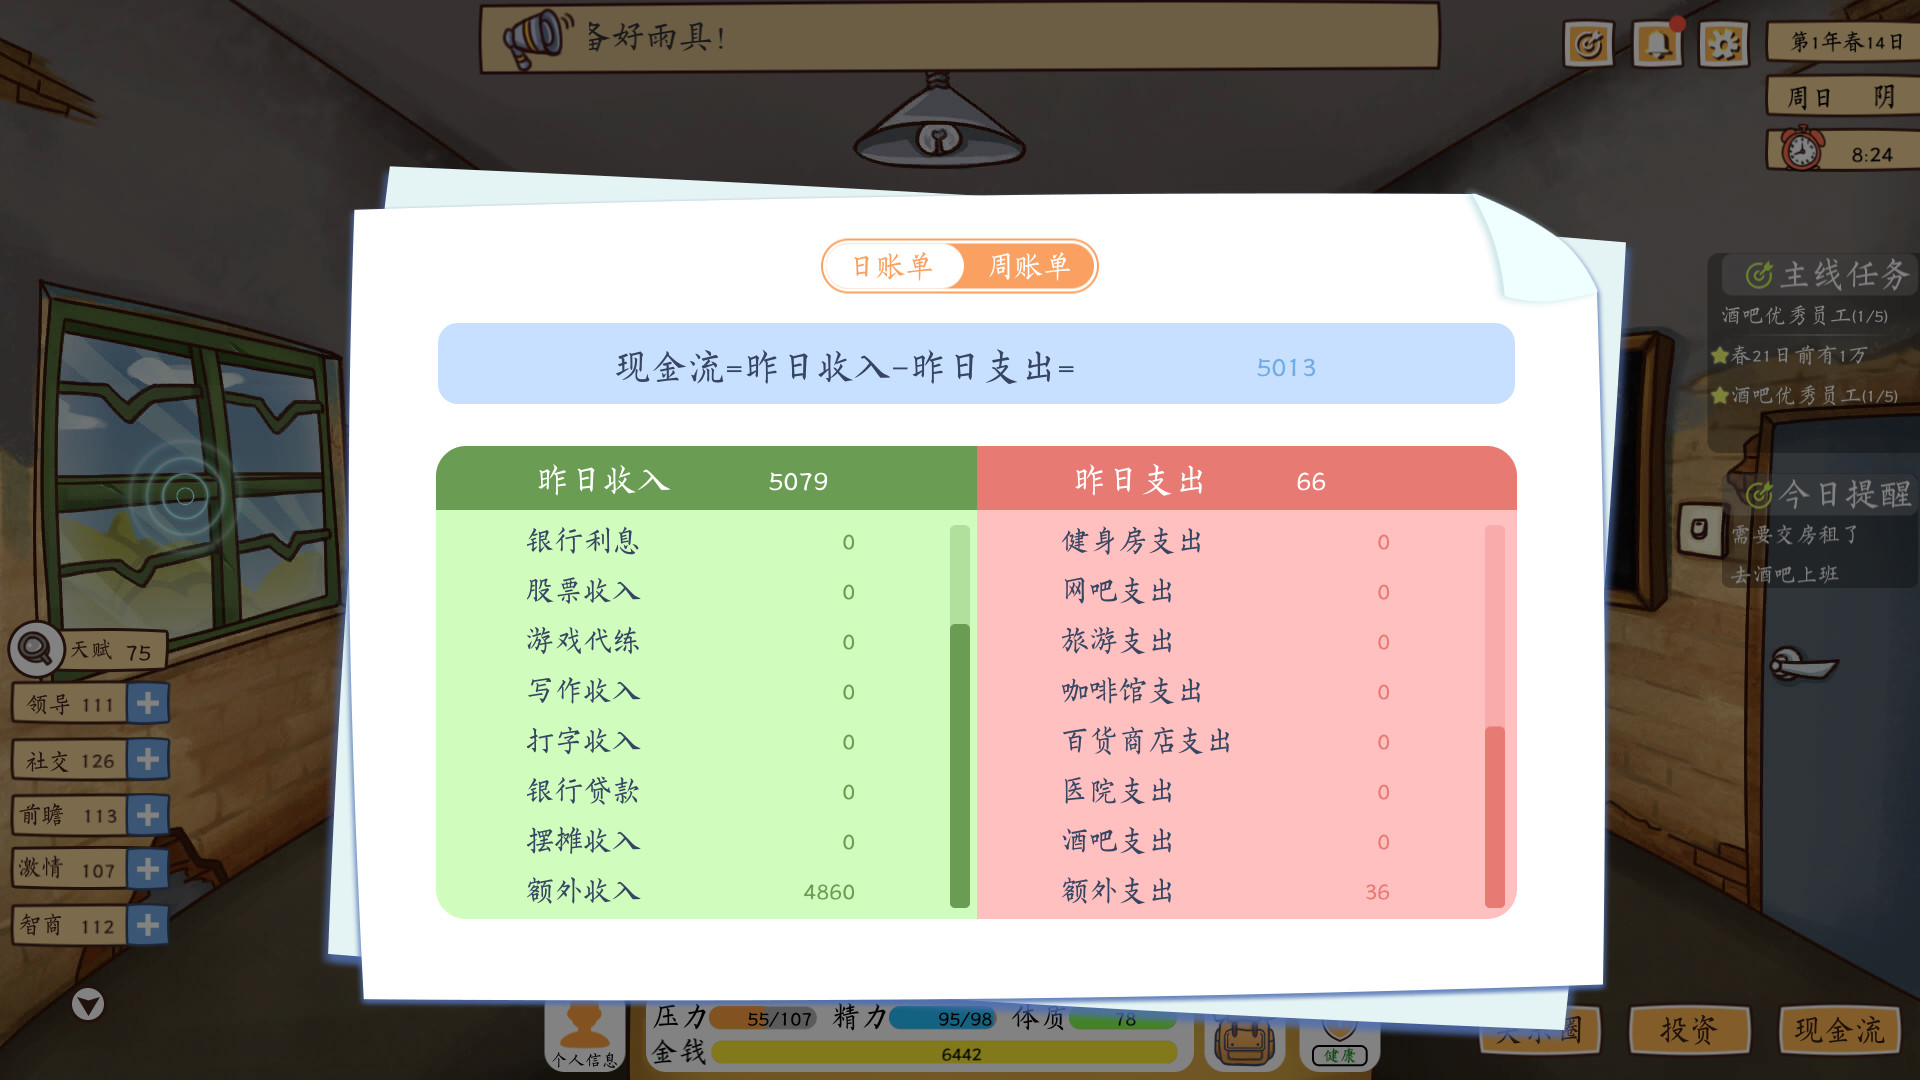 备好雨具!
第1年春14日
周日 阴
8:24
日账单 周账单
现金流=昨日收入-昨日支出= 5013
昨日收入 5079
昨日支出 66
银行利息 0
股票收入 0
游戏代练 0
写作收入 0
打字收入 0
银行贷款 0
摆摊收入 0
额外收入 4860
健身房支出 0
网吧支出 0
旅游支出 0
咖啡馆支出 0
百货商店支出 0
医院支出 0
酒吧支出 0
额外支出 36
主线任务
酒吧优秀员工(1/5)
春21日前有1万
酒吧优秀员工(1/5)
今日提醒
需要交房租了
去酒吧上班
天赋 75
领导 111
社交 126
前瞻 113
激情 107
智商 112
个人信息
压力 55/107 精力 95/98 体质 78
金钱 6442
健康
投资
现金流